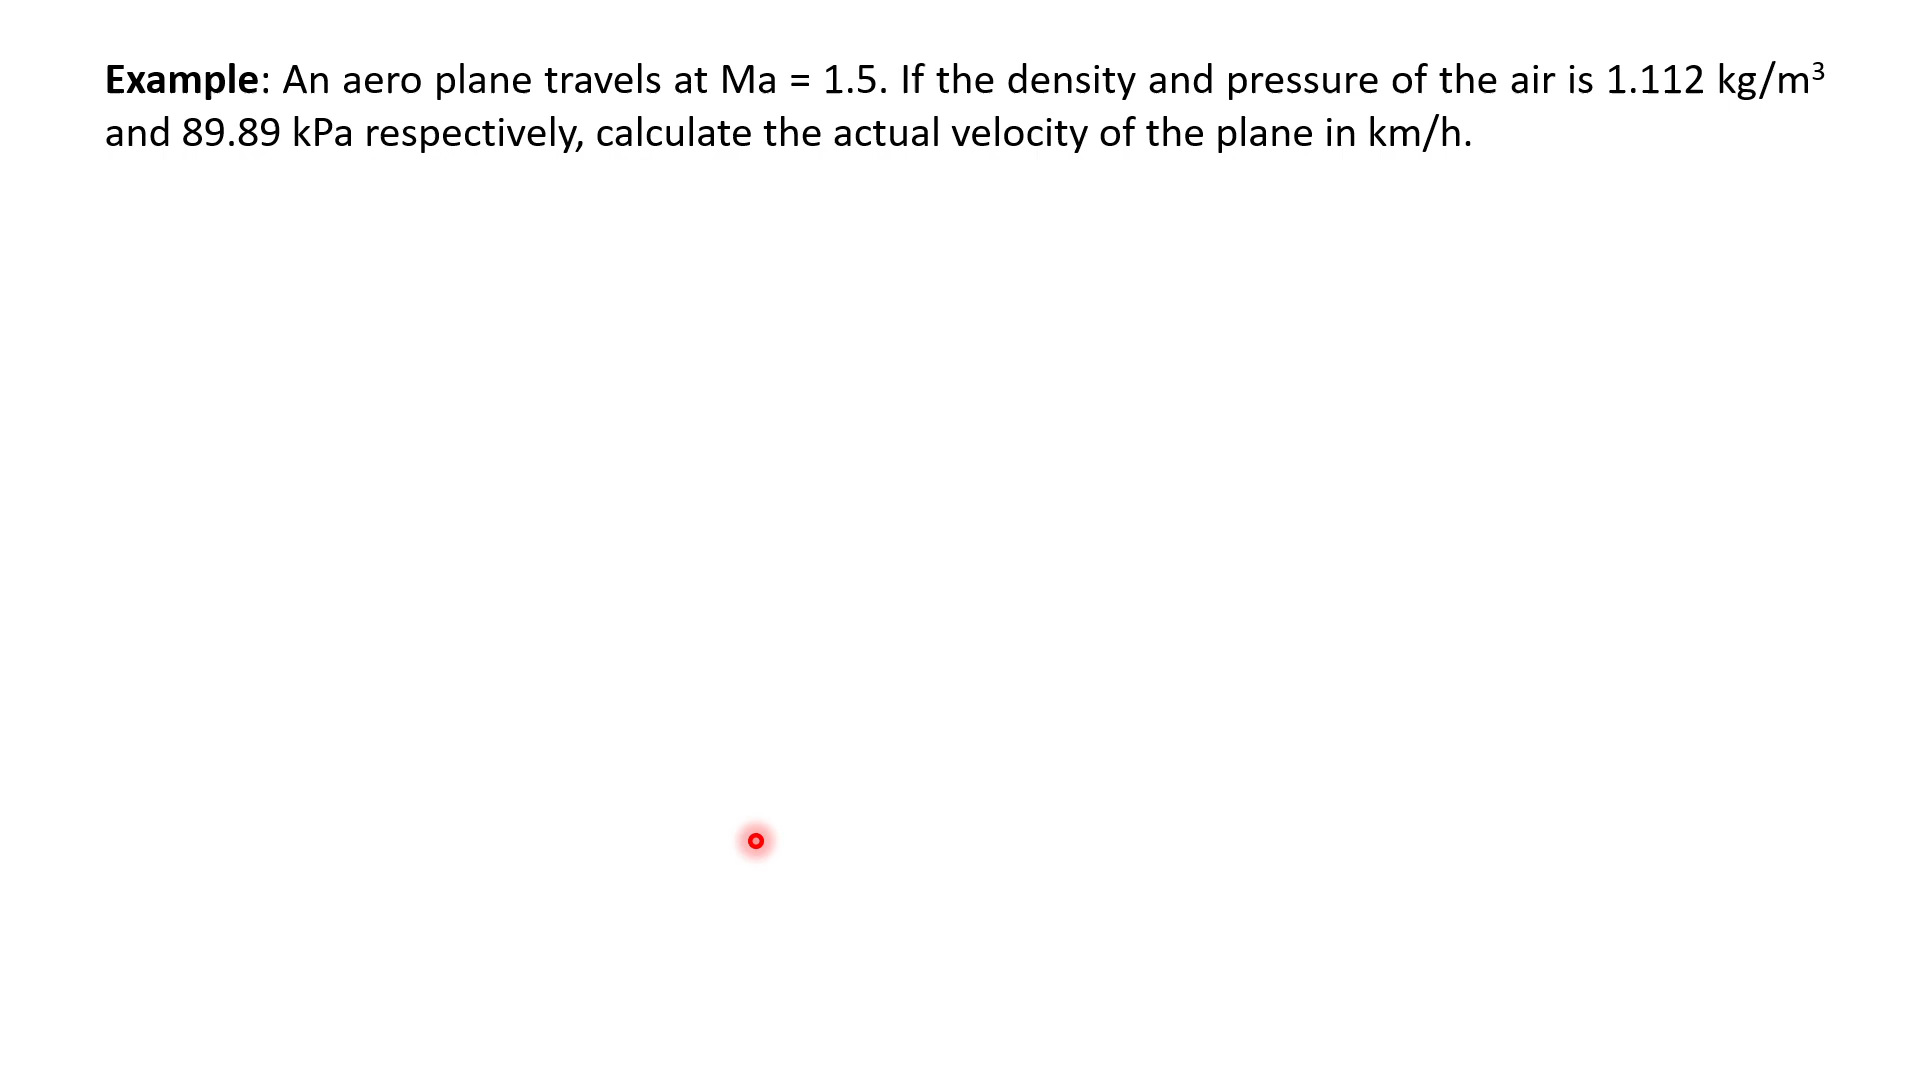 Example: An aero plane travels at Ma = 1.5. If the density and pressure of the air is 1.112 kg/m³
and 89.89 kPa respectively, calculate the actual velocity of the plane in km/h.